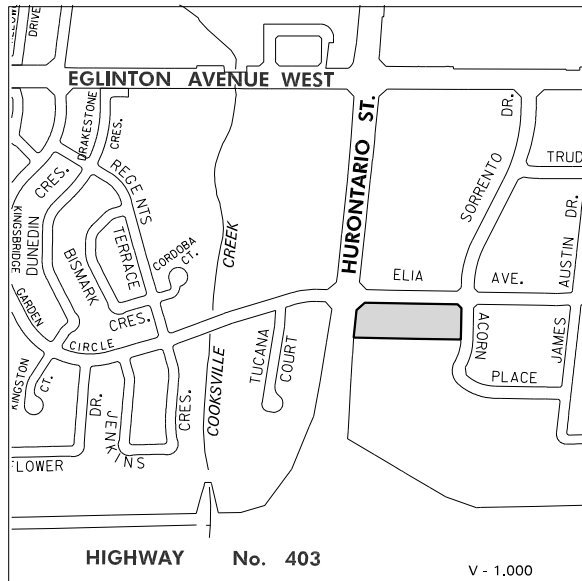 DRIVE
EGLINTON AVENUE WEST
DRAKESTONE
CRES.
REGENTS
TERRACE
CRES.
DUNDING
KINGSBRIDGE
GARDEN
CIRCLE
BISMARK
CRES.
CORDOBA
CT.
CREEK
COOKSVILLE
HURONTARIO ST.
SORRENTO
DR.
TRUD
ELIA AVE.
AUSTIN
DR.
JAMES
ACORN
PLACE
TUCANA
COURT
KINGSTON
CT.
DR.
JENKINS
CRES.
FLOWER
HIGHWAY No. 403
V - 1.000